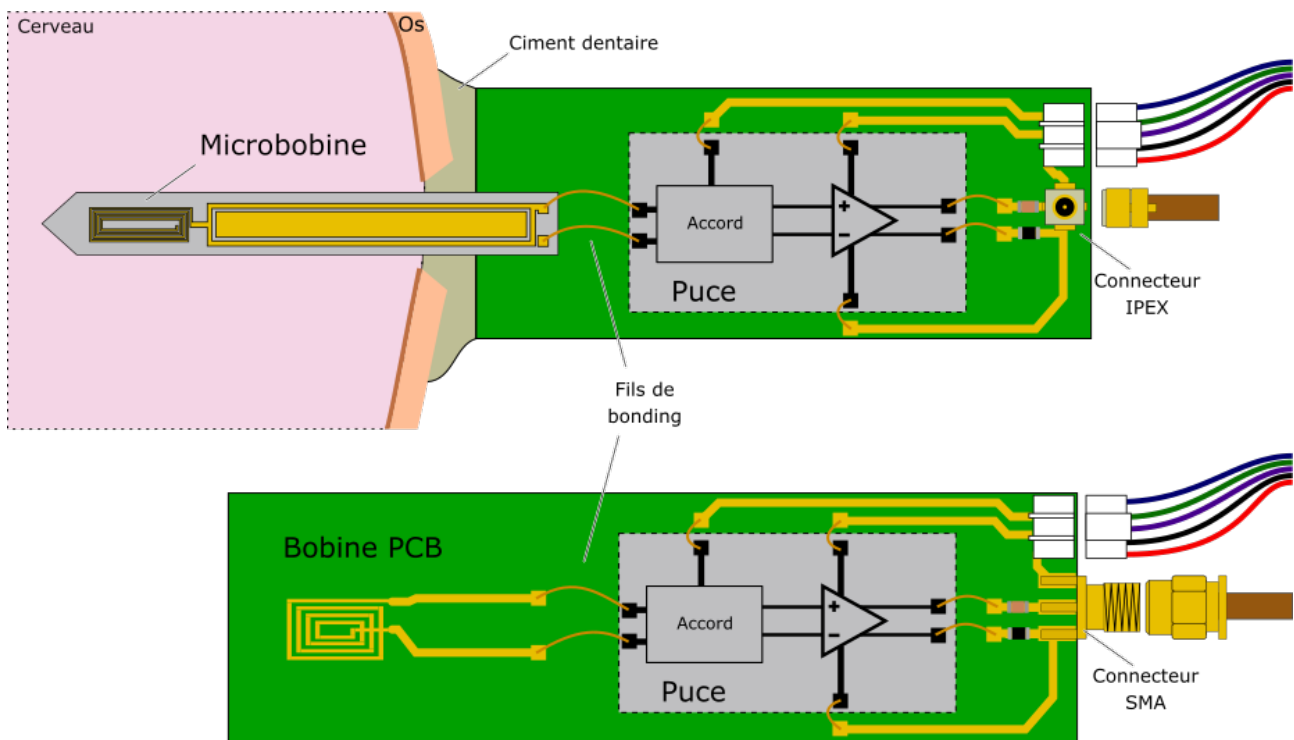 Cerveau
Os
Ciment dentaire
Microbobine
Accord
+
−
Puce
Connecteur
IPEX
Fils de
bonding
Bobine PCB
Accord
+
−
Puce
Connecteur
SMA